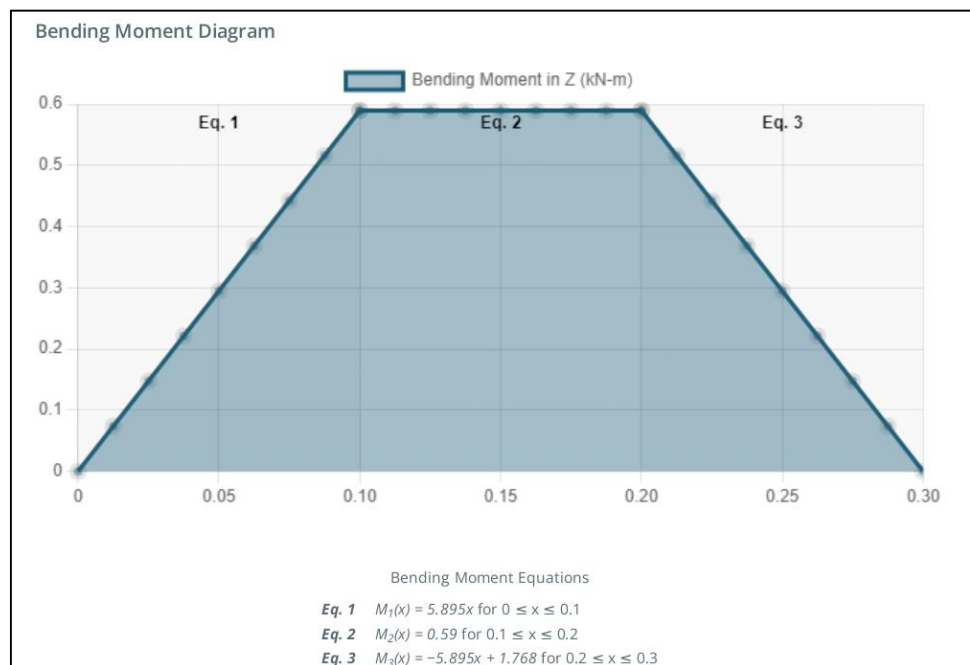 Bending Moment Diagram
Bending Moment in Z (kN-m)
0.6
Eq. 1 Eq. 2 Eq. 3
0.5
0.4
0.3
0.2
0.1
0
0 0.05 0.10 0.15 0.20 0.25 0.30
Bending Moment Equations
Eq. 1 M₁(x) = 5.895x for 0 ≤ x ≤ 0.1
Eq. 2 M₂(x) = 0.59 for 0.1 ≤ x ≤ 0.2
Eq. 3 M₃(x) = −5.895x + 1.768 for 0.2 ≤ x ≤ 0.3